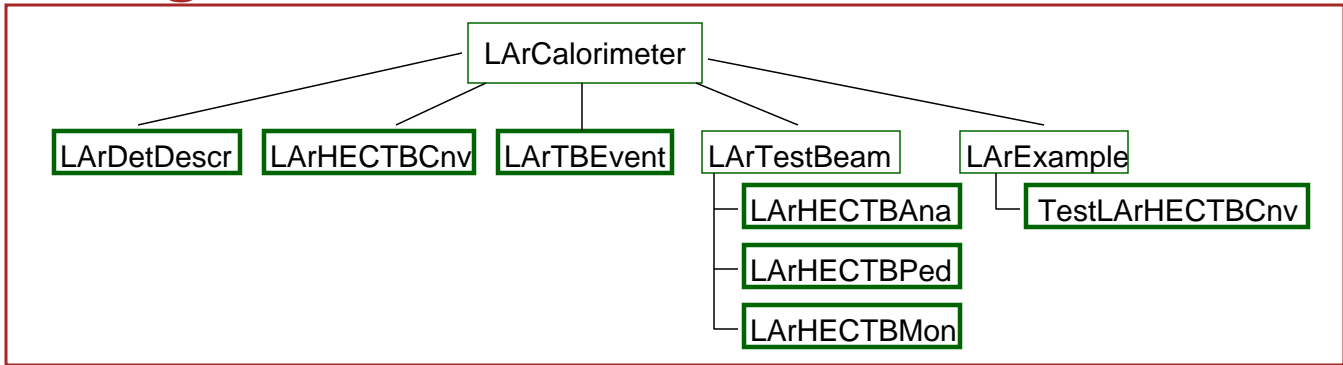 LArCalorimeter
LArDetDescr LArHECTBCnv LArTBEvent LArTestBeam LArExample
LArHECTBAna TestLArHECTBCnv
LArHECTBPed
LArHECTBMon